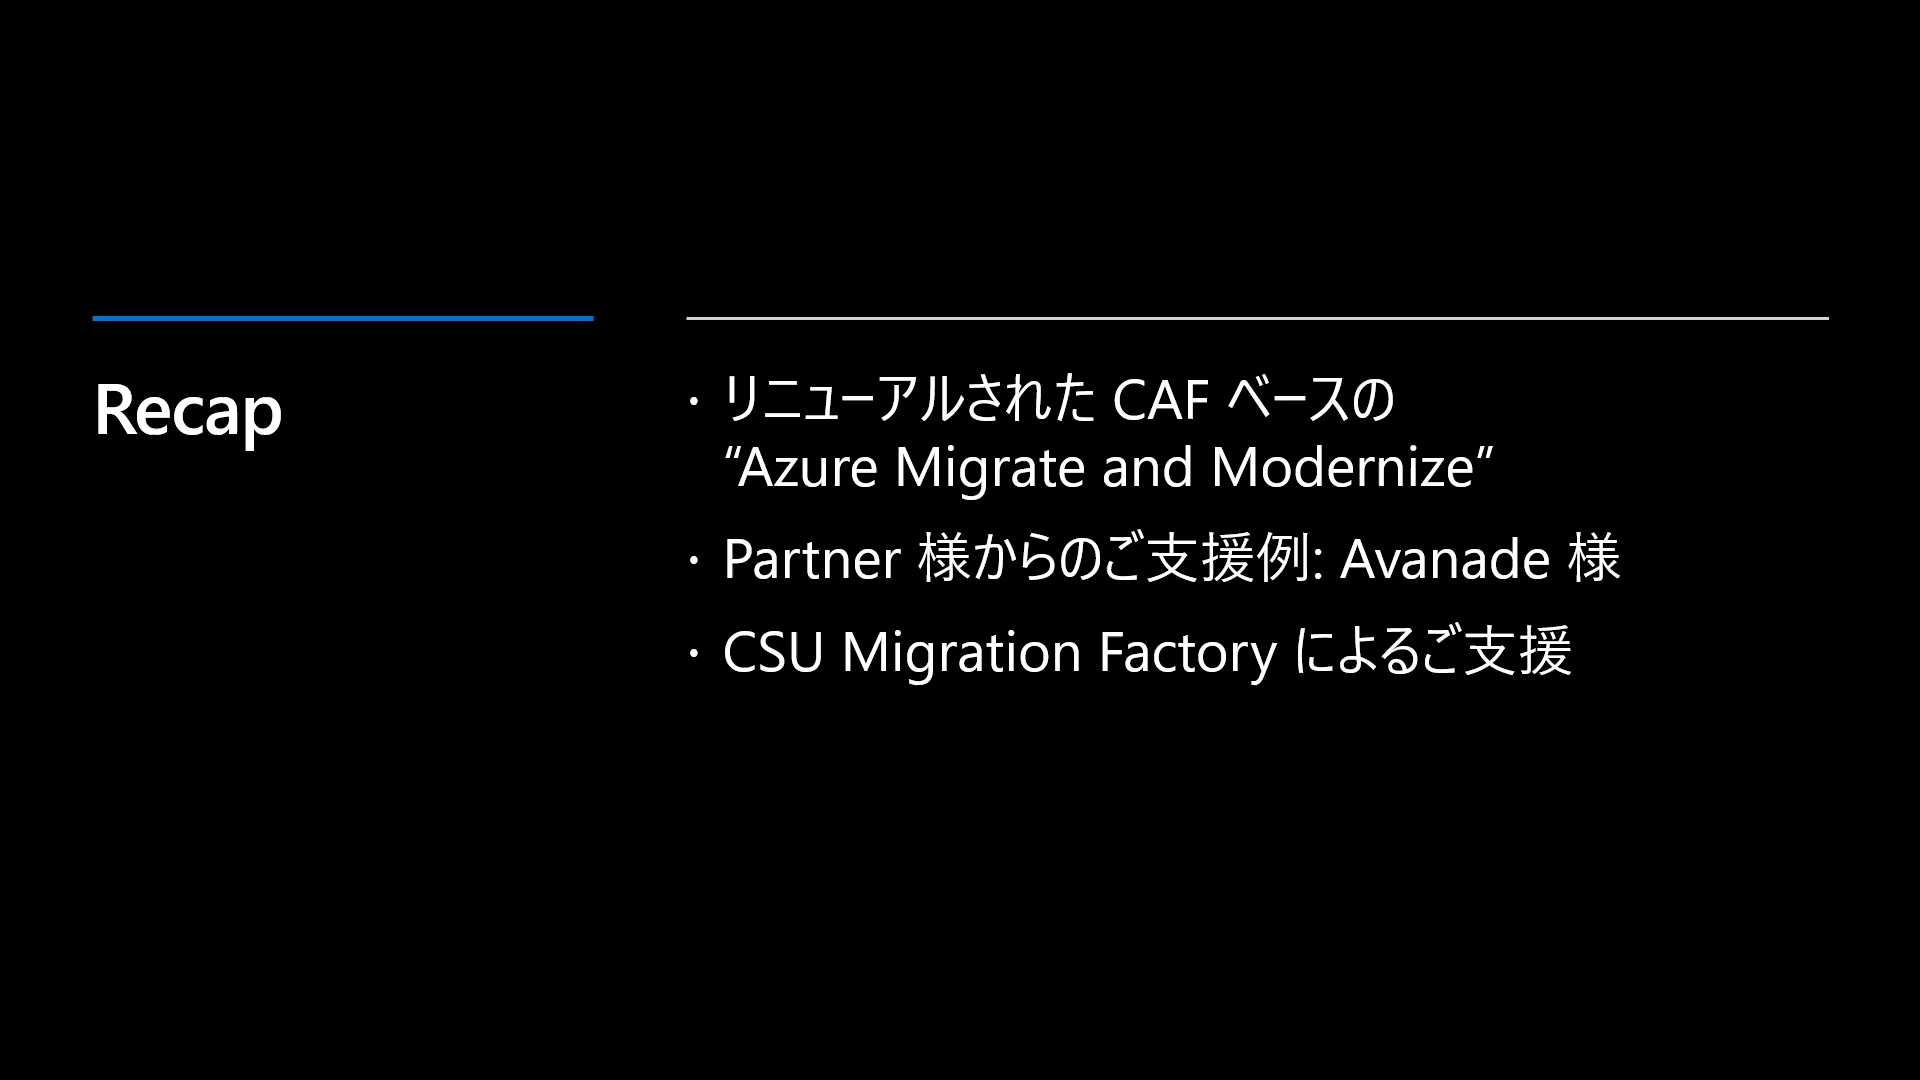 Recap
・ リニューアルされた CAF ベースの
“Azure Migrate and Modernize”
・ Partner 様からのご支援例: Avanade 様
・ CSU Migration Factory によるご支援